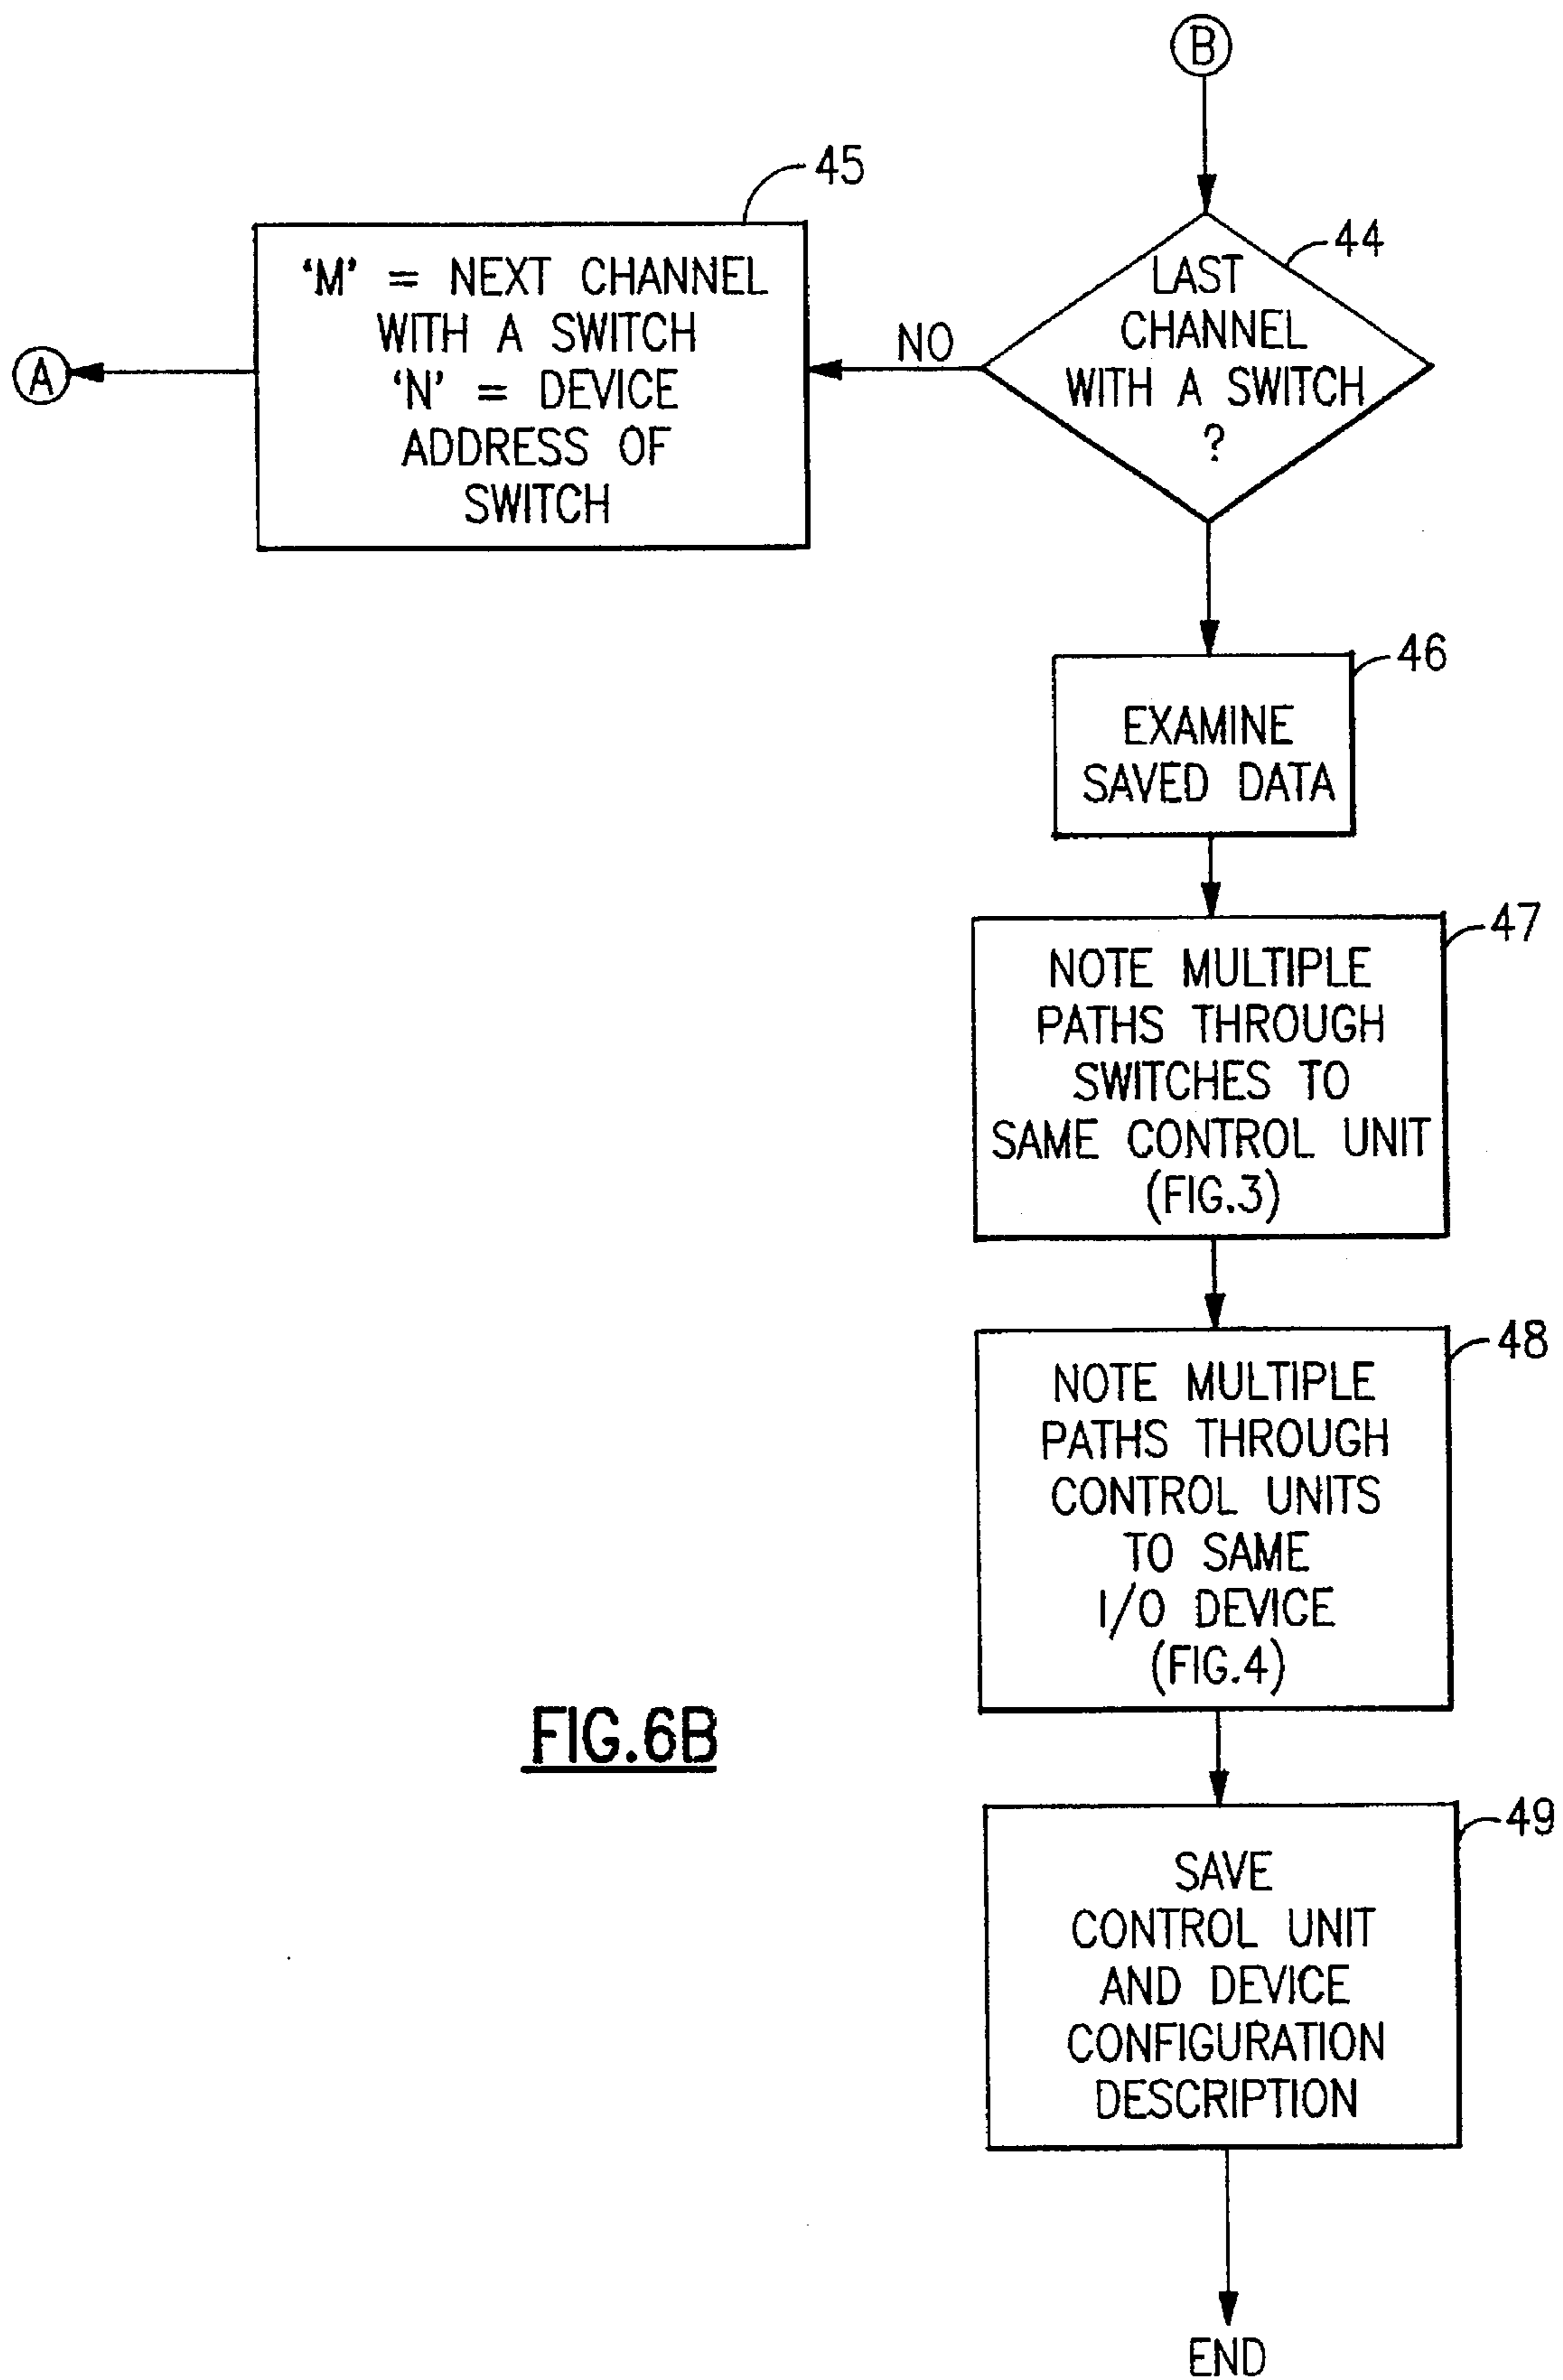 B
45
'M' = NEXT CHANNEL
WITH A SWITCH
'N' = DEVICE
ADDRESS OF
SWITCH
A
NO
44
LAST
CHANNEL
WITH A SWITCH
?
46
EXAMINE
SAVED DATA
47
NOTE MULTIPLE
PATHS THROUGH
SWITCHES TO
SAME CONTROL UNIT
(FIG.3)
48
NOTE MULTIPLE
PATHS THROUGH
CONTROL UNITS
TO SAME
I/O DEVICE
(FIG.4)
FIG.6B
49
SAVE
CONTROL UNIT
AND DEVICE
CONFIGURATION
DESCRIPTION
END